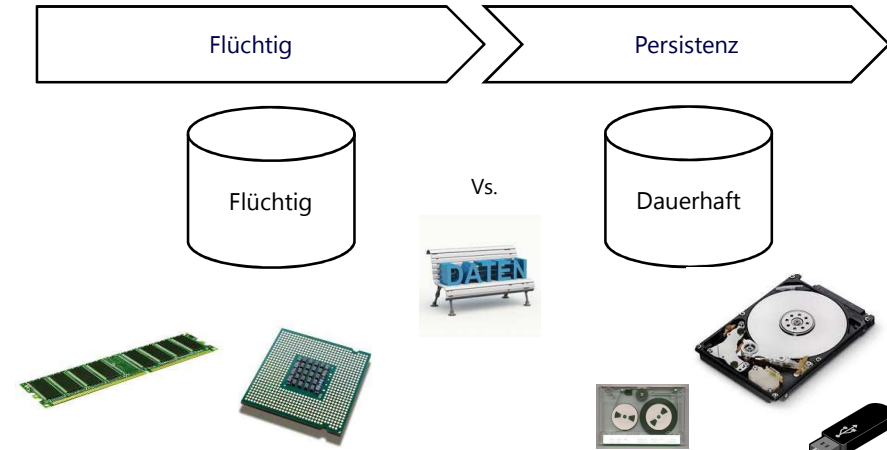 Flüchtig
Persistenz
Flüchtig
Vs.
Dauerhaft
DATEN